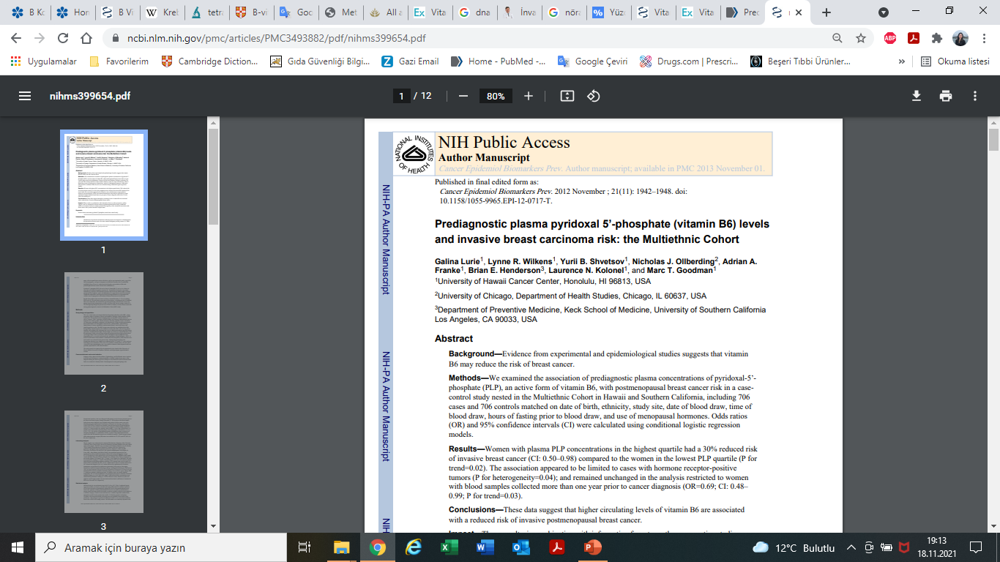 B Ko
Hor
B Vi
Kreb
tetra
B-vi
Goo
Met
All a
Vita
dna
İnva
nöra
Yüze
Vita
Vita
Prec
ncbi.nlm.nih.gov/pmc/articles/PMC3493882/pdf/nihms399654.pdf
ABP
Uygulamalar
Favorilerim
Cambridge Diction...
Gıda Güvenliği Bilgi...
Gazi Email
Home - PubMed -...
Google Çeviri
Drugs.com | Prescri...
Beşeri Tıbbi Ürünler...
»
Okuma listesi
nihms399654.pdf
1 / 12
80%
NIH Public Access
Author Manuscript
Cancer Epidemiol Biomarkers Prev. Author manuscript; available in PMC 2013 November 01.
NATIONAL INSTITUTES OF HEALTH
Published in final edited form as:
Cancer Epidemiol Biomarkers Prev. 2012 November ; 21(11): 1942–1948. doi:
10.1158/1055-9965.EPI-12-0717-T.
Prediagnostic plasma pyridoxal 5’-phosphate (vitamin B6) levels
and invasive breast carcinoma risk: the Multiethnic Cohort
Galina Lurie1, Lynne R. Wilkens1, Yurii B. Shvetsov1, Nicholas J. Ollberding2, Adrian A.
Franke1, Brian E. Henderson3, Laurence N. Kolonel1, and Marc T. Goodman1
1University of Hawaii Cancer Center, Honolulu, HI 96813, USA
2University of Chicago, Department of Health Studies, Chicago, IL 60637, USA
3Department of Preventive Medicine, Keck School of Medicine, University of Southern California
Los Angeles, CA 90033, USA
Abstract
Background—Evidence from experimental and epidemiological studies suggests that vitamin
B6 may reduce the risk of breast cancer.
Methods—We examined the association of prediagnostic plasma concentrations of pyridoxal-5’-
phosphate (PLP), an active form of vitamin B6, with postmenopausal breast cancer risk in a case-
control study nested in the Multiethnic Cohort in Hawaii and Southern California, including 706
cases and 706 controls matched on date of birth, ethnicity, study site, date of blood draw, time of
blood draw, hours of fasting prior to blood draw, and use of menopausal hormones. Odds ratios
(OR) and 95% confidence intervals (CI) were calculated using conditional logistic regression
models.
Results—Women with plasma PLP concentrations in the highest quartile had a 30% reduced risk
of invasive breast cancer (CI: 0.50–0.98) compared to the women in the lowest PLP quartile (P for
trend=0.02). The association appeared to be limited to cases with hormone receptor-positive
tumors (P for heterogeneity=0.04); and remained unchanged in the analysis restricted to women
with blood samples collected more than one year prior to cancer diagnosis (OR=0.69; CI: 0.48–
0.99; P for trend=0.03).
Conclusions—These data suggest that higher circulating levels of vitamin B6 are associated
with a reduced risk of invasive postmenopausal breast cancer.
NIH-PA Author Manuscript
NIH-PA Author Manuscript
NIH
1
2
3
Aramak için buraya yazın
12°C Bulutlu
19:13
18.11.2021